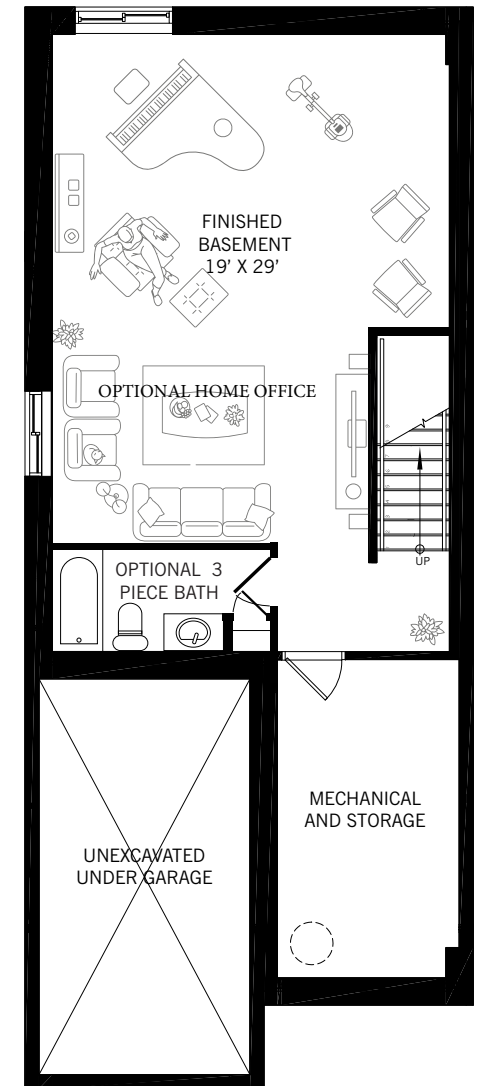 FINISHED
BASEMENT
19' X 29'
OPTIONAL HOME OFFICE
UP
OPTIONAL 3
PIECE BATH
MECHANICAL
AND STORAGE
UNEXCAVATED
UNDER GARAGE